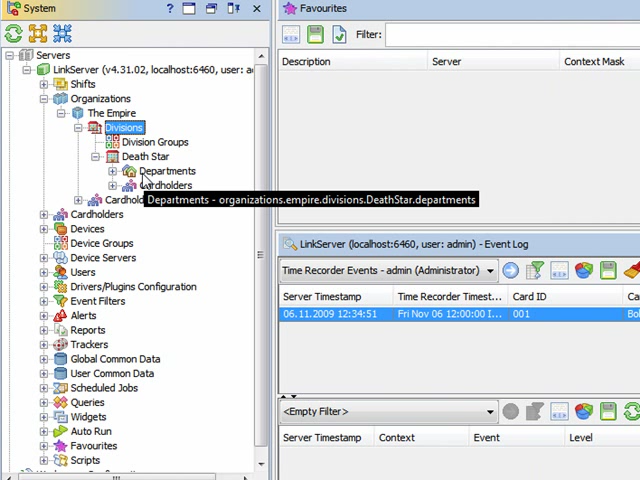 System
?
Servers
LinkServer (v4.31.02, localhost:6460, user: a
Shifts
Organizations
The Empire
Divisions
Division Groups
Death Star
Departments
Cardholders
Cardhol
Departments - organizations.empire.divisions.DeathStar.departments
Cardholders
Devices
Device Groups
Device Servers
Users
Drivers/Plugins Configuration
Event Filters
Alerts
Reports
Trackers
Global Common Data
User Common Data
Scheduled Jobs
Queries
Widgets
Auto Run
Favourites
Scripts
Favourites
Filter:
Description Server Context Mask
LinkServer (localhost:6460, user: admin) - Event Log
Time Recorder Events - admin (Administrator)
Server Timestamp Time Recorder Timest... Card ID Ca
06.11.2009 12:34:51 Fri Nov 06 12:00:00 I... 001 Bo
<Empty Filter>
Server Timestamp Context Event Level